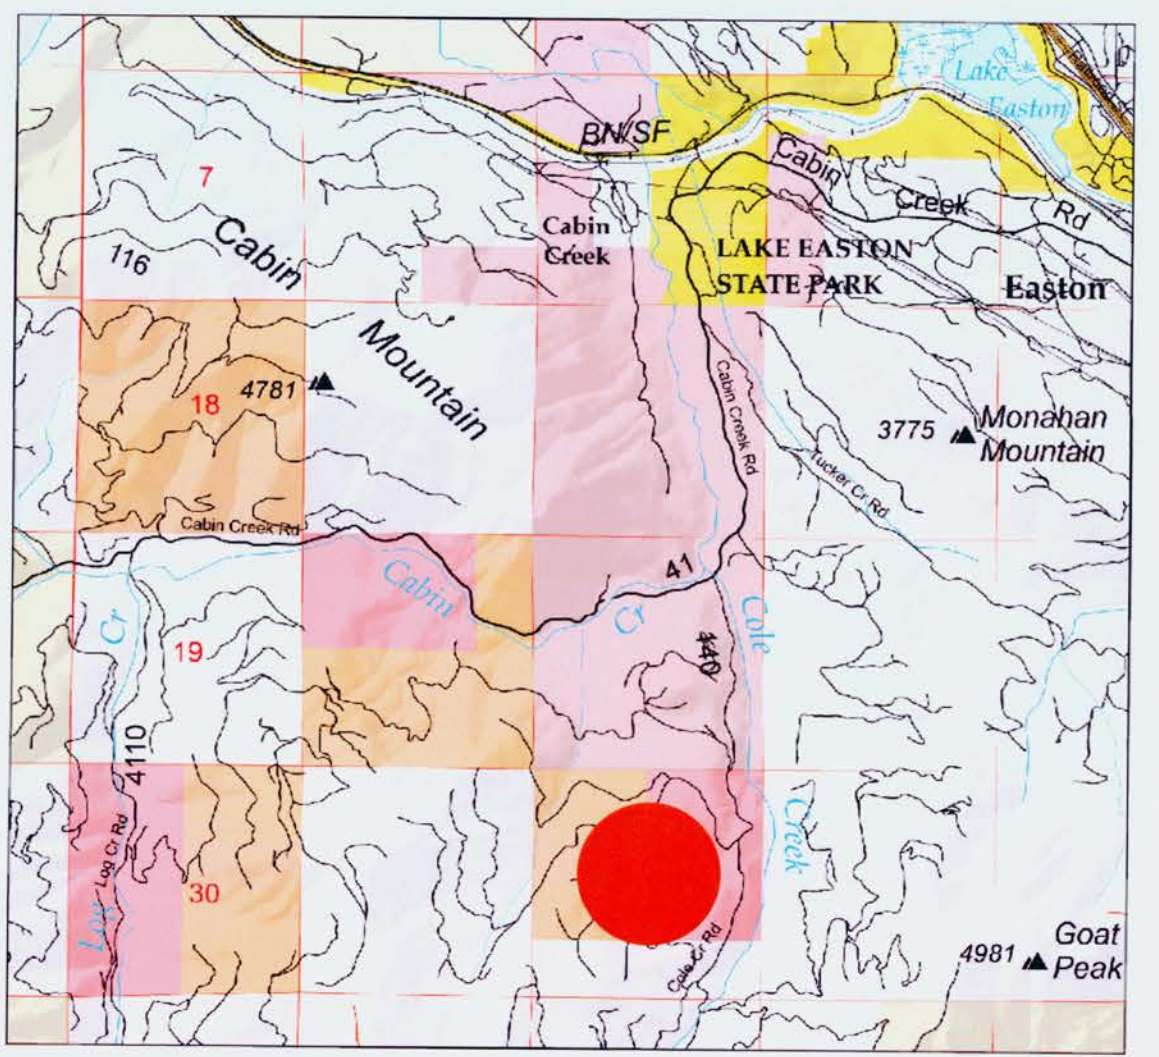 Lake
Easton
BN/SF
Cabin
Creek
Rd
7
Cabin
Mountain
116
Cabin
Creek
LAKE EASTON
STATE PARK
Easton
4781
18
Cabin Creek Rd
3775
Monahan
Mountain
Tucker Cr Rd
Cabin Creek Rd
Cabin
Cr
41
Cr
Cole
Creek
19
4110
Log Cr Rd
Log
30
Cole Cr Rd
4981
Goat
Peak